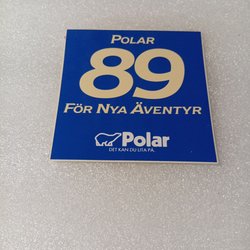 POLAR
89
FÖR NYA ÄVENTYR
Polar
DET KAN DU LITA PÅ.